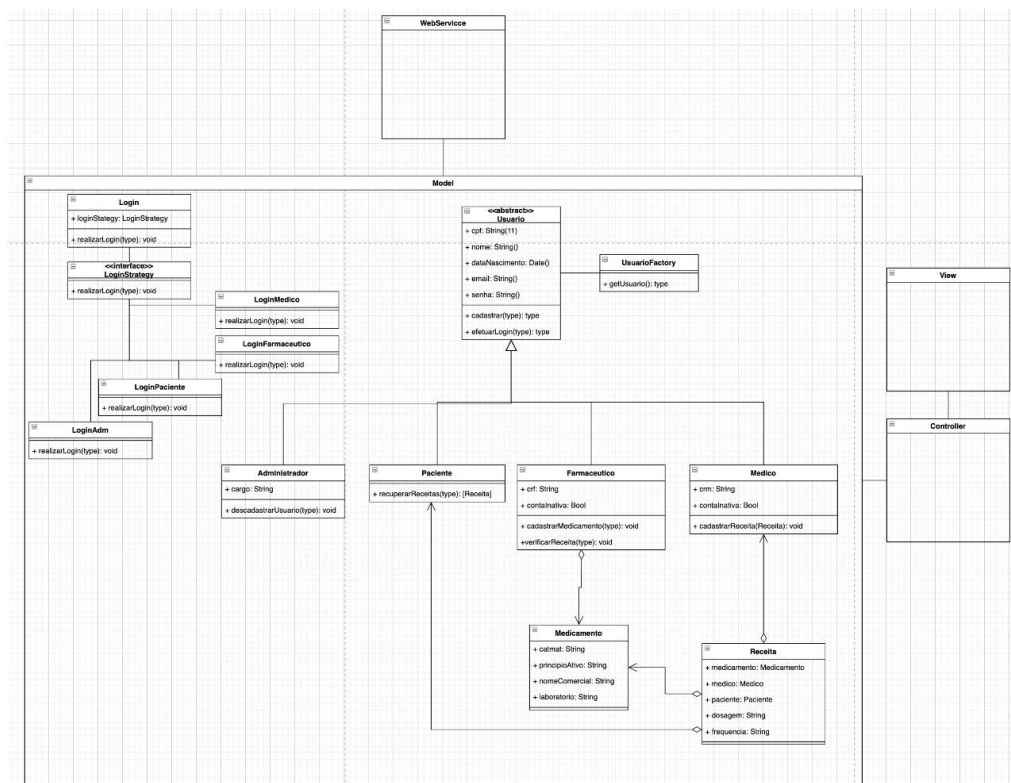 WebServicce
Model
Login
+ loginStategy: LoginStrategy
+ realizarLogin(type): void
<<interface>>
LoginStrategy
+ realizarLogin(type): void
LoginMedico
+ realizarLogin(type): void
LoginFarmaceutico
+ realizarLogin(type): void
LoginPaciente
+ realizarLogin(type): void
LoginAdm
+ realizarLogin(type): void
<<abstract>>
Usuario
+ cpf: String(11)
+ nome: String()
+ dataNascimento: Date()
+ email: String()
+ senha: String()
+ cadastrar(type): type
+ efetuarLogin(type): type
UsuarioFactory
+ getUsuario(): type
View
Controller
Administrador
+ cargo: String
+ descadastrarUsuario(type): void
Paciente
+ recuperarReceitas(type): [Receita]
Farmaceutico
+ crf: String
+ contaInativa: Bool
+ cadastrarMedicamento(type): void
+verificarReceita(type): void
Medico
+ crm: String
+ contaInativa: Bool
+ cadastrarReceita(Receita): void
Medicamento
+ catmat: String
+ principioAtivo: String
+ nomeComercial: String
+ laboratorio: String
Receita
+ medicamento: Medicamento
+ medico: Medico
+ paciente: Paciente
+ dosagem: String
+ frequencia: String